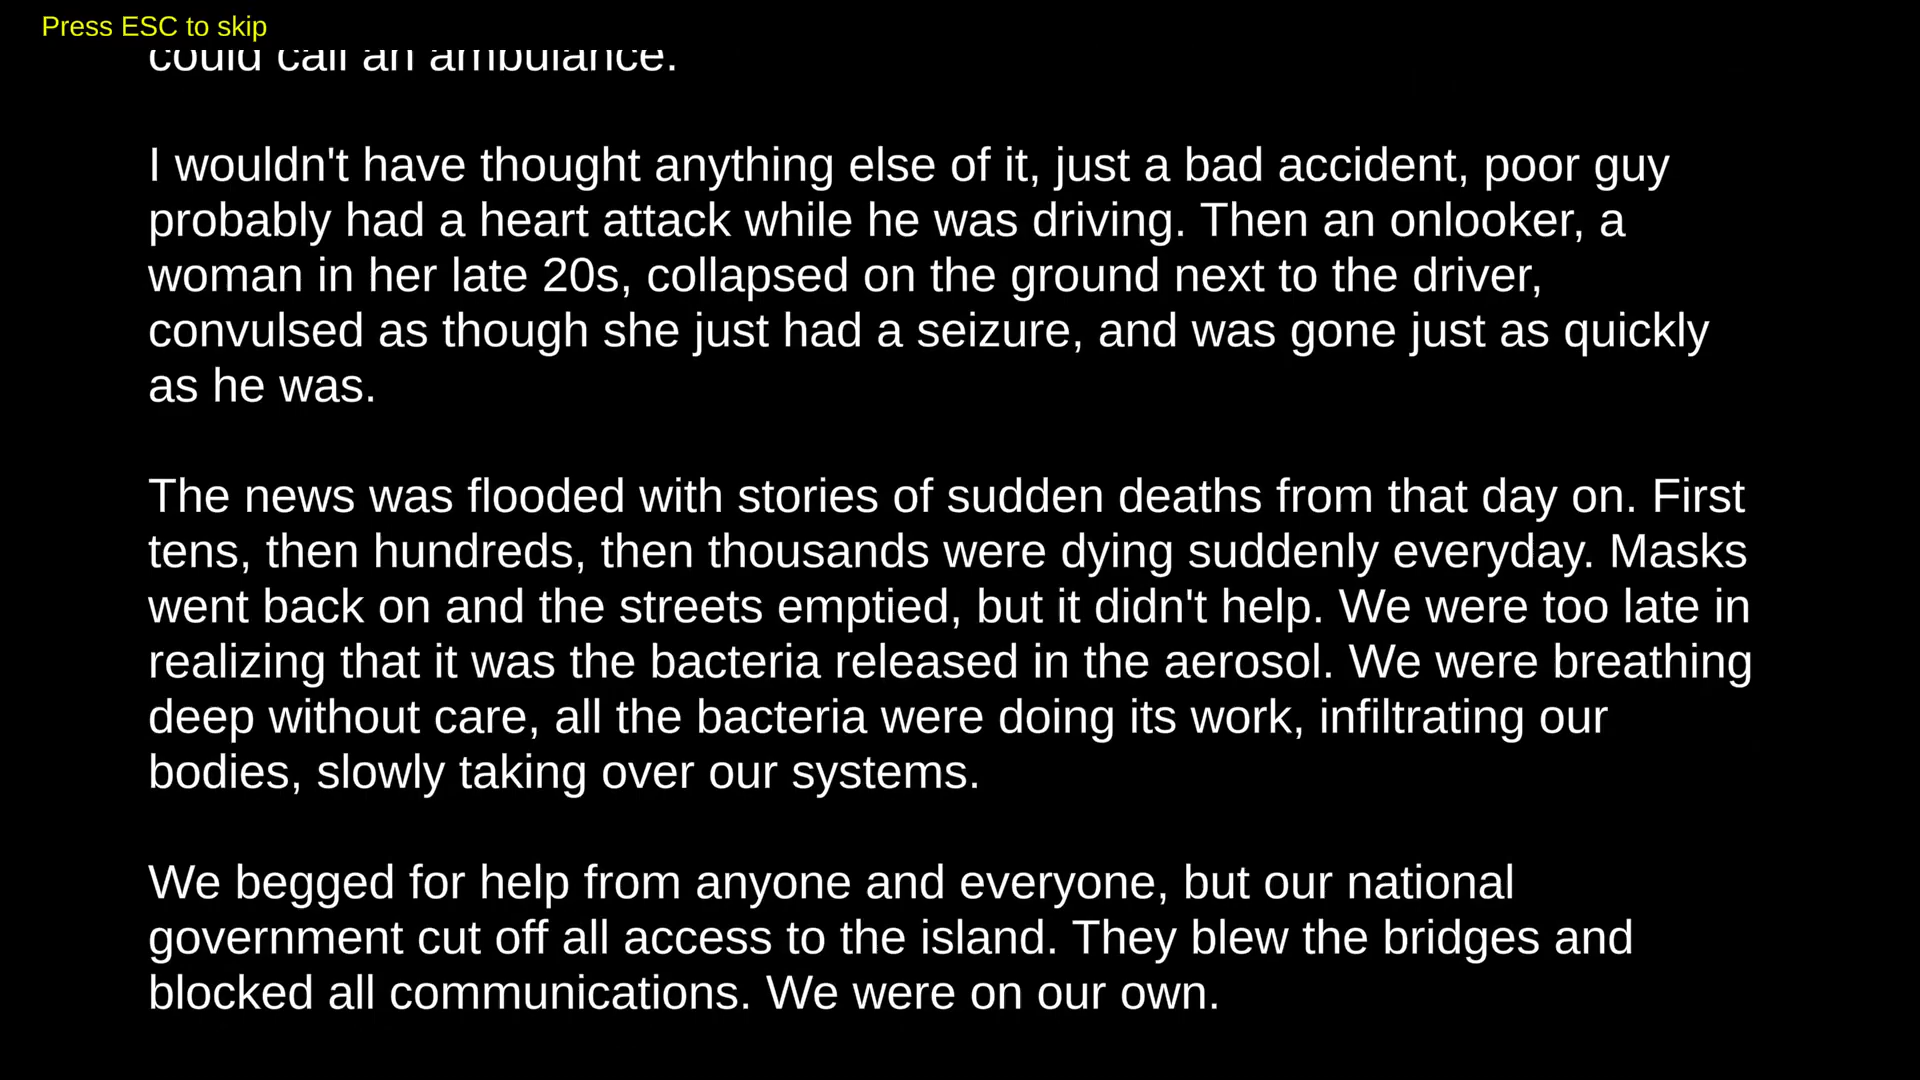 Press ESC to skip
could call an ambulance.
I wouldn't have thought anything else of it, just a bad accident, poor guy
probably had a heart attack while he was driving. Then an onlooker, a
woman in her late 20s, collapsed on the ground next to the driver,
convulsed as though she just had a seizure, and was gone just as quickly
as he was.
The news was flooded with stories of sudden deaths from that day on. First
tens, then hundreds, then thousands were dying suddenly everyday. Masks
went back on and the streets emptied, but it didn't help. We were too late in
realizing that it was the bacteria released in the aerosol. We were breathing
deep without care, all the bacteria were doing its work, infiltrating our
bodies, slowly taking over our systems.
We begged for help from anyone and everyone, but our national
government cut off all access to the island. They blew the bridges and
blocked all communications. We were on our own.